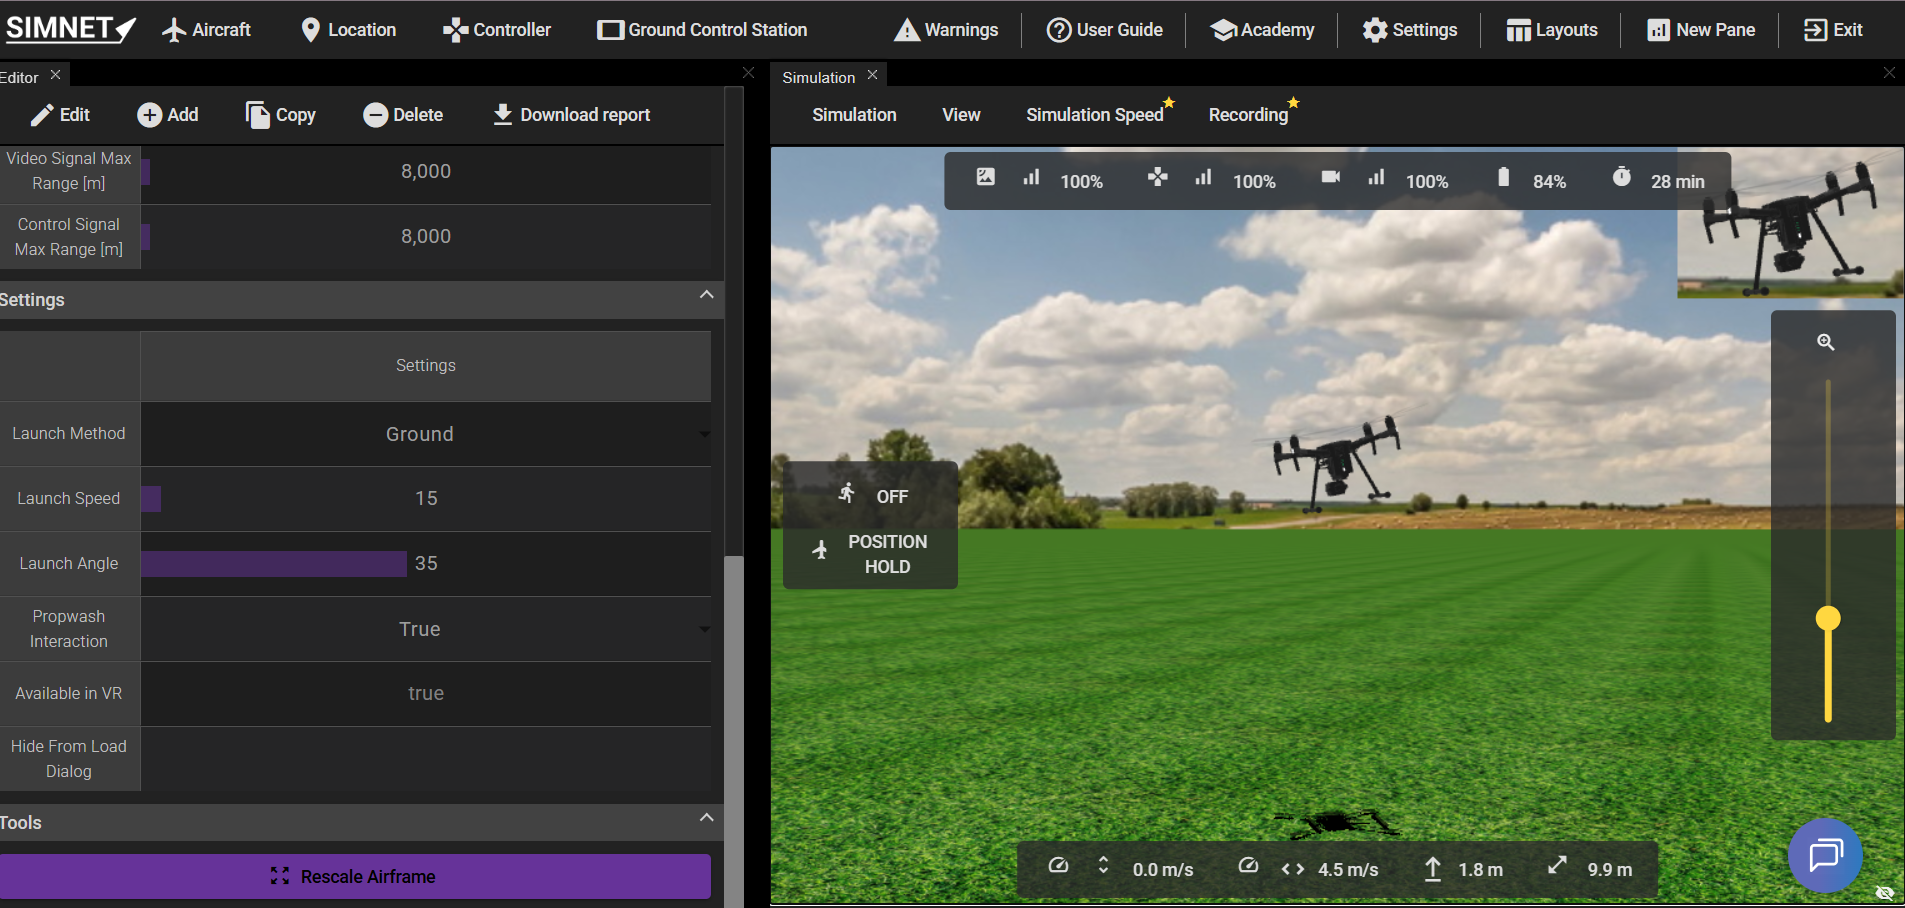 SIMNET
Aircraft
Location
Controller
Ground Control Station
Warnings
User Guide
Academy
Settings
Layouts
New Pane
Exit
Editor
Edit
Add
Copy
Delete
Download report
Video Signal Max
Range [m]
8,000
Control Signal
Max Range [m]
8,000
Settings
Settings
Launch Method
Ground
Launch Speed
15
Launch Angle
35
Propwash
Interaction
True
Available in VR
true
Hide From Load
Dialog
Tools
Rescale Airframe
Simulation
Simulation
View
Simulation Speed
Recording
100%
100%
100%
84%
28 min
OFF
POSITION
HOLD
0.0 m/s
4.5 m/s
1.8 m
9.9 m